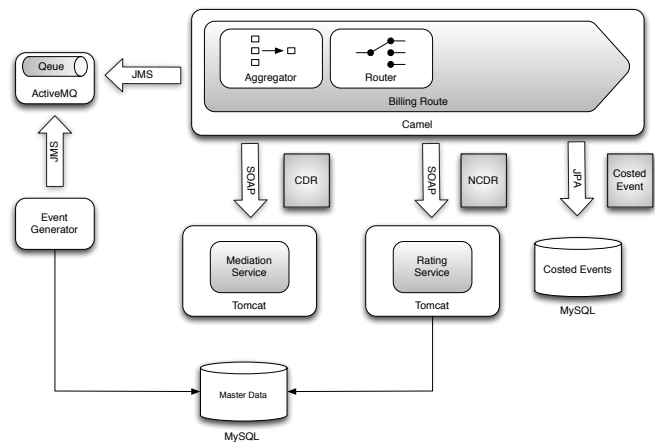 Qeue
ActiveMQ
JMS
Aggregator
Router
Billing Route
Camel
JMS
SOAP
CDR
SOAP
NCDR
JPA
Costed
Event
Event
Generator
Mediation
Service
Tomcat
Rating
Service
Tomcat
Costed Events
MySQL
Master Data
MySQL